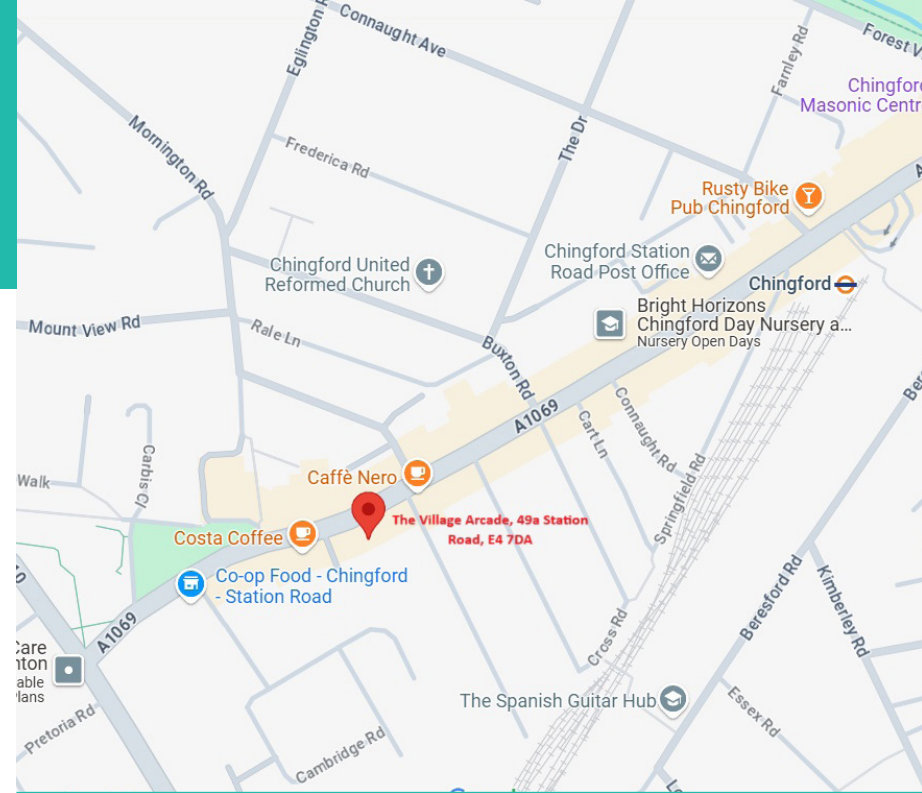 Connaught Ave
Eglington R
Forest V
Farnley Rd
Chingford
Masonic Centr
Mornington Rd
The Dr
Frederica Rd
Rusty Bike
Pub Chingford
A
Chingford United
Reformed Church
Chingford Station
Road Post Office
Chingford
Bright Horizons
Chingford Day Nursery a...
Nursery Open Days
Mount View Rd
Rale Ln
Buxton Rd
Ber
A1069
Cart Ln
Connaught Rd
Carbis Cl
Walk
Caffè Nero
Springfield Rd
The Village Arcade, 49a Station
Road, E4 7DA
Costa Coffee
Co-op Food - Chingford
- Station Road
Beresford Rd
Kimberley Rd
A1069
Cross Rd
Care
nton
able
Plans
The Spanish Guitar Hub
Essex Rd
Pretoria Rd
Cambridge Rd